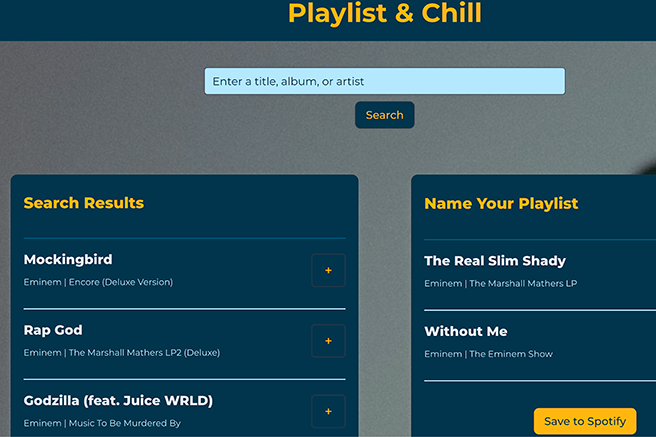 Playlist & Chill
Enter a title, album, or artist
Search
Search Results
Mockingbird
Eminem | Encore (Deluxe Version)
+
Rap God
Eminem | The Marshall Mathers LP2 (Deluxe)
+
Godzilla (feat. Juice WRLD)
Eminem | Music To Be Murdered By
+
Name Your Playlist
The Real Slim Shady
Eminem | The Marshall Mathers LP
Without Me
Eminem | The Eminem Show
Save to Spotify